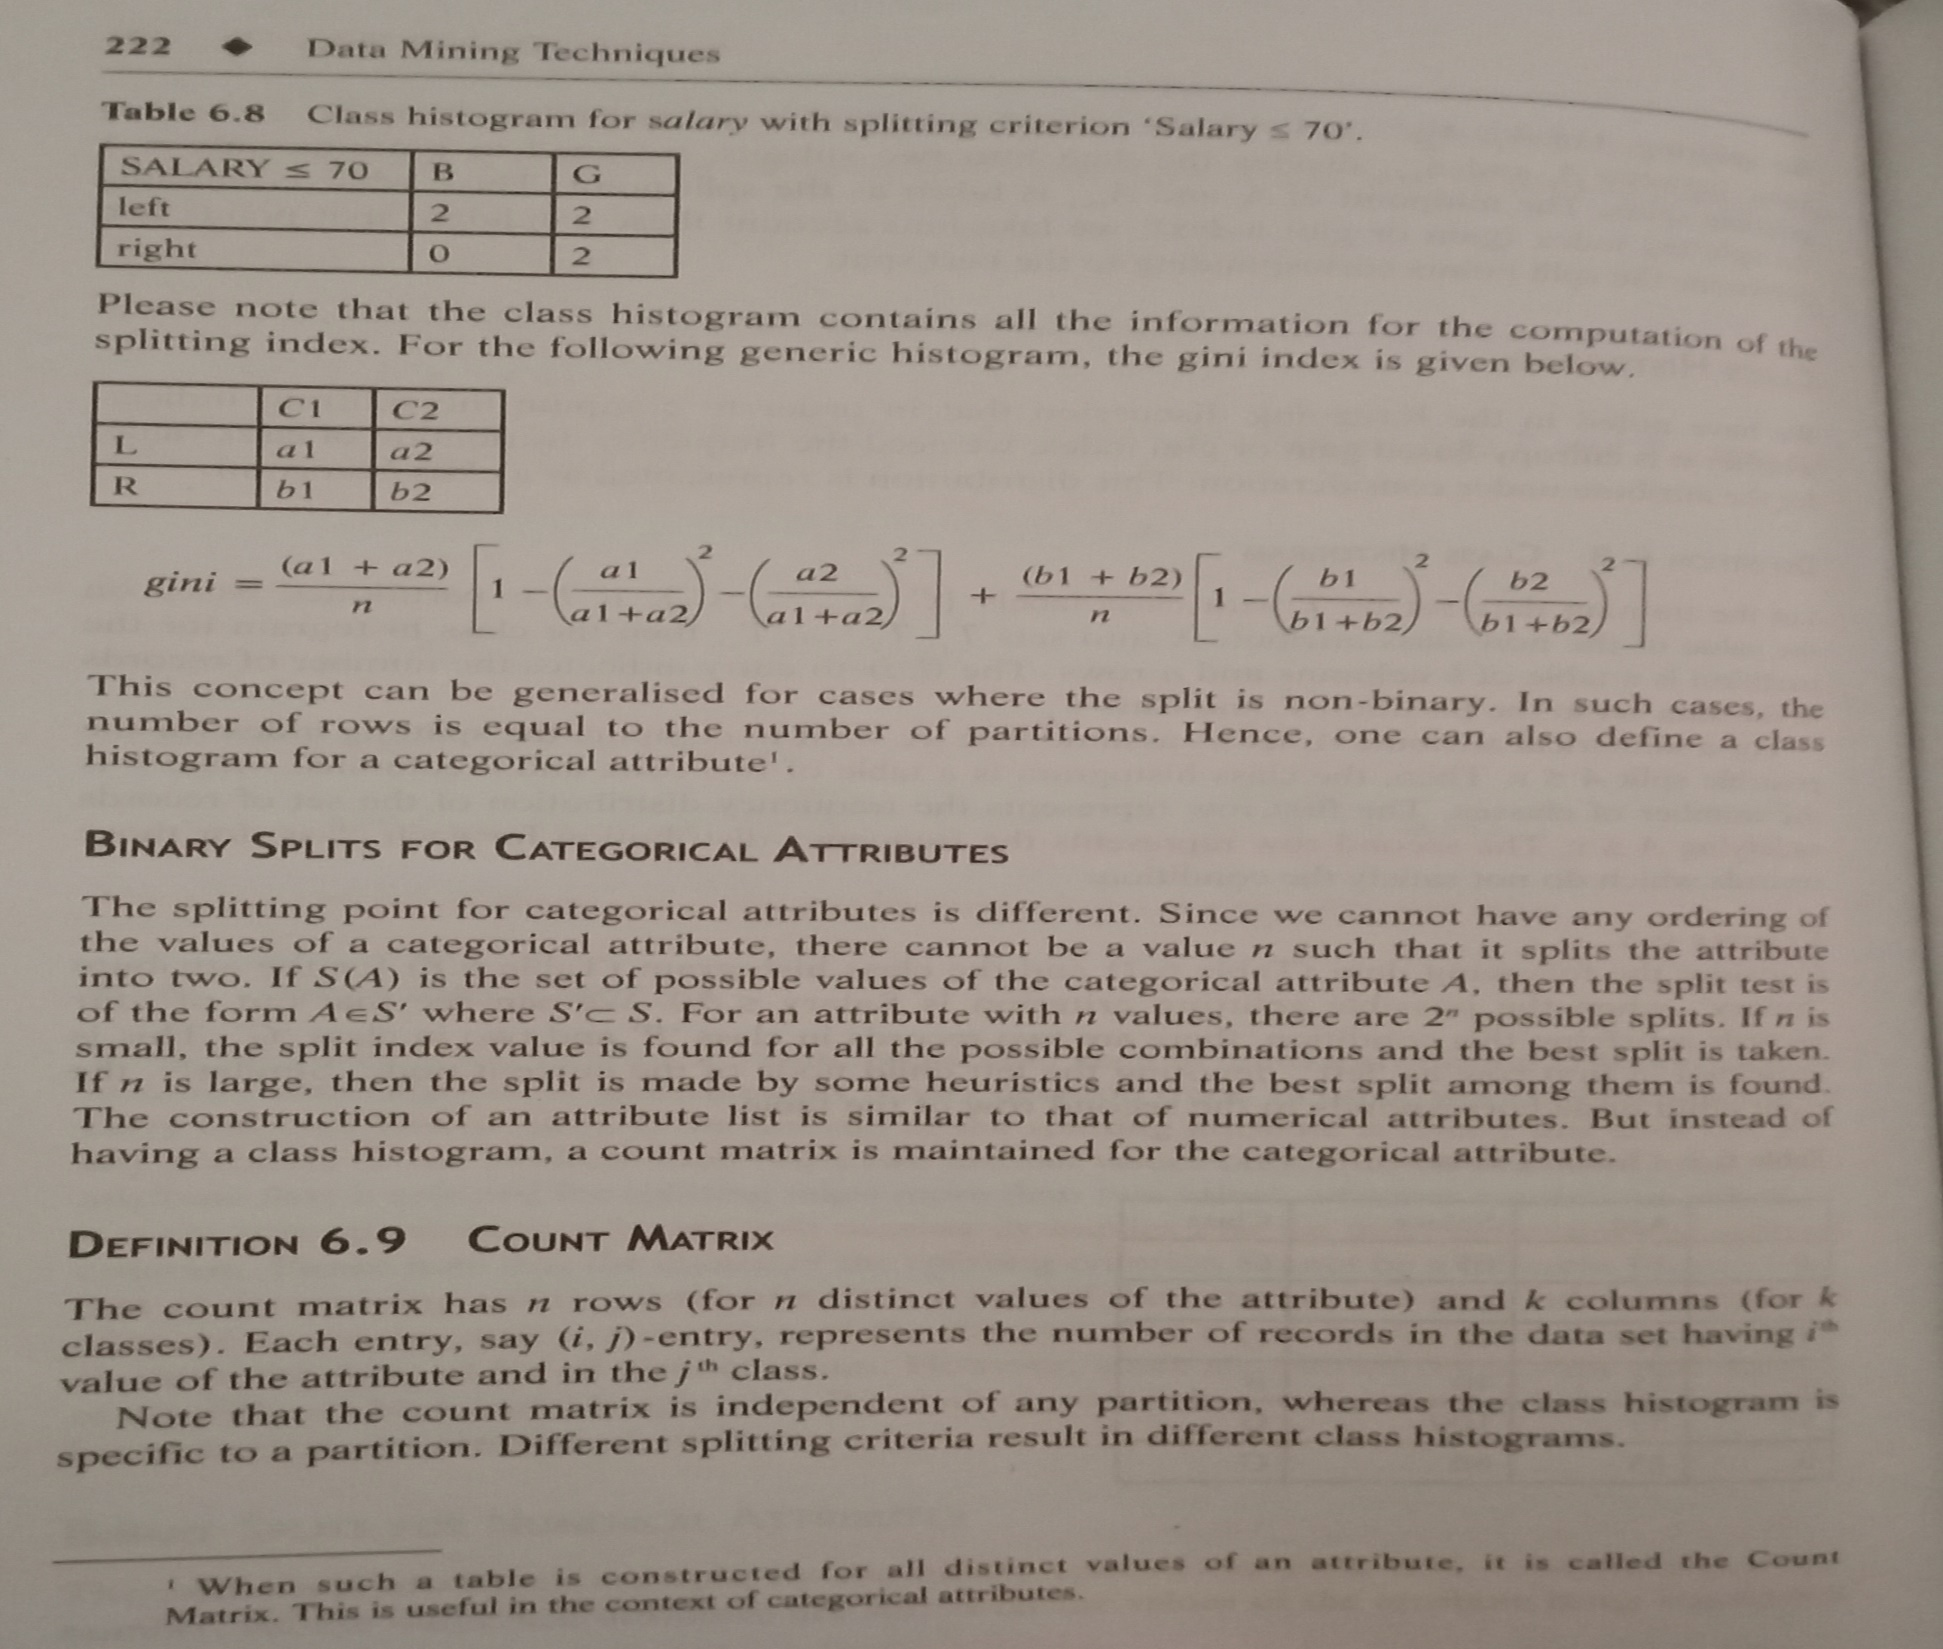 222 ◆ Data Mining Techniques
Table 6.8 Class histogram for salary with splitting criterion ‘Salary ≤ 70’.
SALARY ≤ 70 B G
left 2 2
right 0 2
Please note that the class histogram contains all the information for the computation of the
splitting index. For the following generic histogram, the gini index is given below.
C1 C2
L a1 a2
R b1 b2
gini = (a1 + a2)/n [1 − (a1/(a1+a2))² − (a2/(a1+a2))²] + (b1 + b2)/n [1 − (b1/(b1+b2))² − (b2/(b1+b2))²]
This concept can be generalised for cases where the split is non-binary. In such cases, the
number of rows is equal to the number of partitions. Hence, one can also define a class
histogram for a categorical attribute¹.
BINARY SPLITS FOR CATEGORICAL ATTRIBUTES
The splitting point for categorical attributes is different. Since we cannot have any ordering of
the values of a categorical attribute, there cannot be a value n such that it splits the attribute
into two. If S(A) is the set of possible values of the categorical attribute A, then the split test is
of the form A∈S′ where S′⊂ S. For an attribute with n values, there are 2ⁿ possible splits. If n is
small, the split index value is found for all the possible combinations and the best split is taken.
If n is large, then the split is made by some heuristics and the best split among them is found.
The construction of an attribute list is similar to that of numerical attributes. But instead of
having a class histogram, a count matrix is maintained for the categorical attribute.
DEFINITION 6.9 COUNT MATRIX
The count matrix has n rows (for n distinct values of the attribute) and k columns (for k
classes). Each entry, say (i, j)-entry, represents the number of records in the data set having iᵗʰ
value of the attribute and in the jᵗʰ class.
Note that the count matrix is independent of any partition, whereas the class histogram is
specific to a partition. Different splitting criteria result in different class histograms.
¹ When such a table is constructed for all distinct values of an attribute, it is called the Count
Matrix. This is useful in the context of categorical attributes.